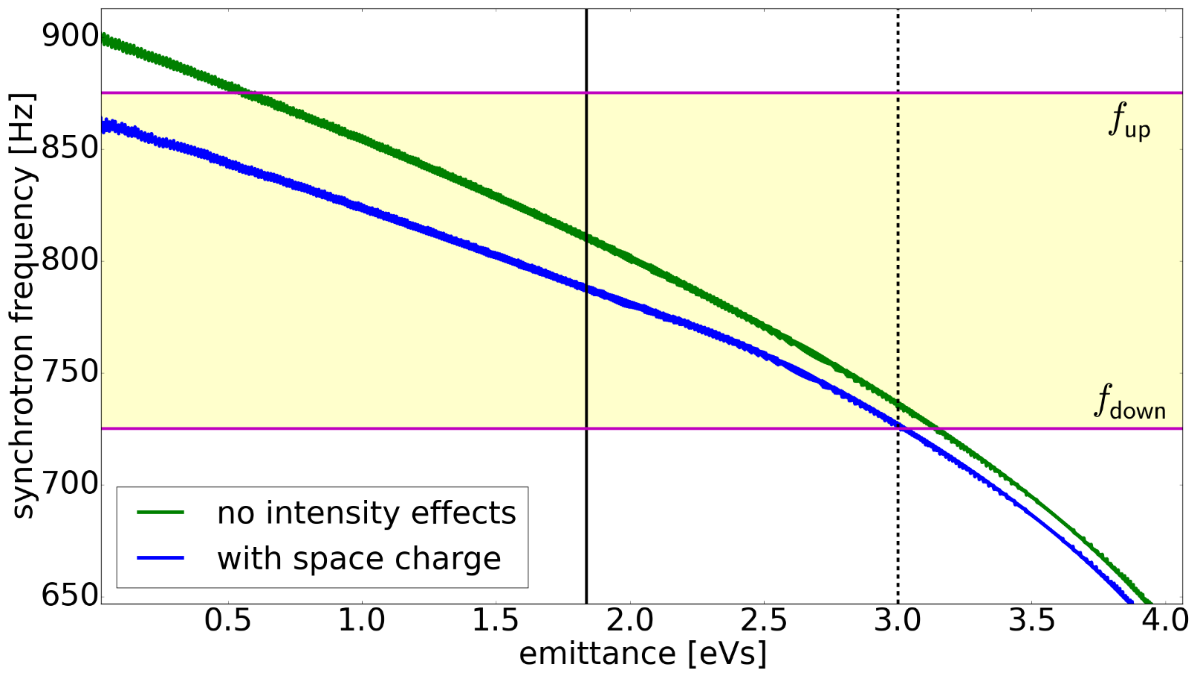 synchrotron frequency [Hz]
900
850
800
750
700
650
f_up
f_down
no intensity effects
with space charge
0.5 1.0 1.5 2.0 2.5 3.0 3.5 4.0
emittance [eVs]